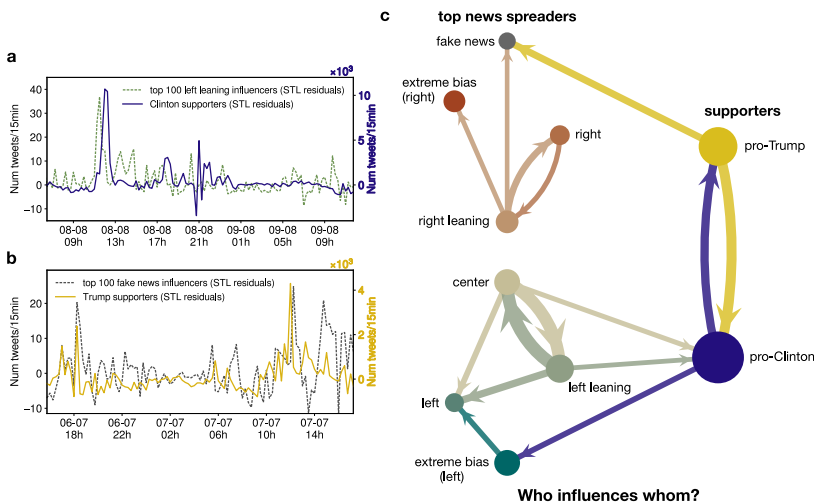 a
×10³
40
30
20
10
0
−10
Num tweets/15min
top 100 left leaning influencers (STL residuals)
Clinton supporters (STL residuals)
10
5
0
Num tweets/15min
08-08 08-08 08-08 08-08 08-08 09-08 09-08
09h 13h 17h 21h 01h 05h 09h
b
×10³
20
10
0
−10
Num tweets/15min
top 100 fake news influencers (STL residuals)
Trump supporters (STL residuals)
4
2
0
Num tweets/15min
06-07 06-07 07-07 07-07 07-07 07-07
18h 22h 02h 06h 10h 14h
c
top news spreaders
fake news
extreme bias
(right)
right
right leaning
supporters
pro-Trump
center
left leaning
pro-Clinton
left
extreme bias
(left)
Who influences whom?